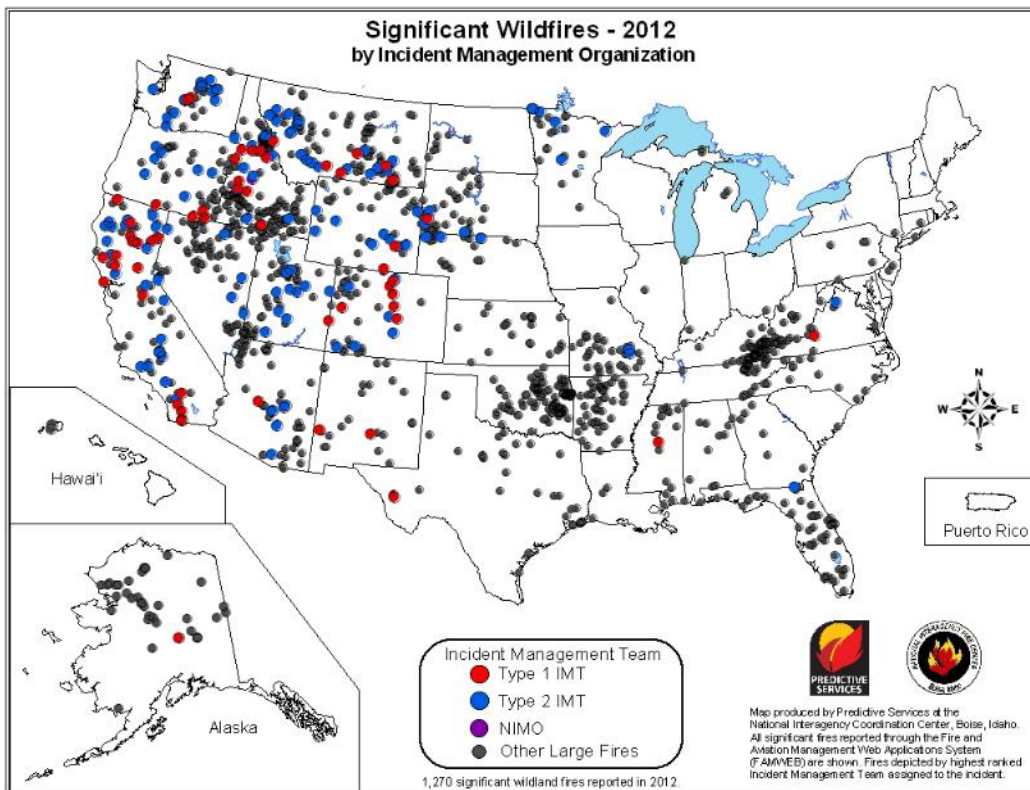 Significant Wildfires - 2012
by Incident Management Organization
N
W
E
S
Hawai'i
Puerto Rico
Alaska
Incident Management Team
Type 1 IMT
Type 2 IMT
NIMO
Other Large Fires
1,270 significant wildland fires reported in 2012.
PREDICTIVE
SERVICES
Map produced by Predictive Services at the
National Interagency Coordination Center, Boise, Idaho.
All significant fires reported through the Fire and
Aviation Management Web Applications System
(FAMWEB) are shown. Fires depicted by highest ranked
Incident Management Team assigned to the incident.